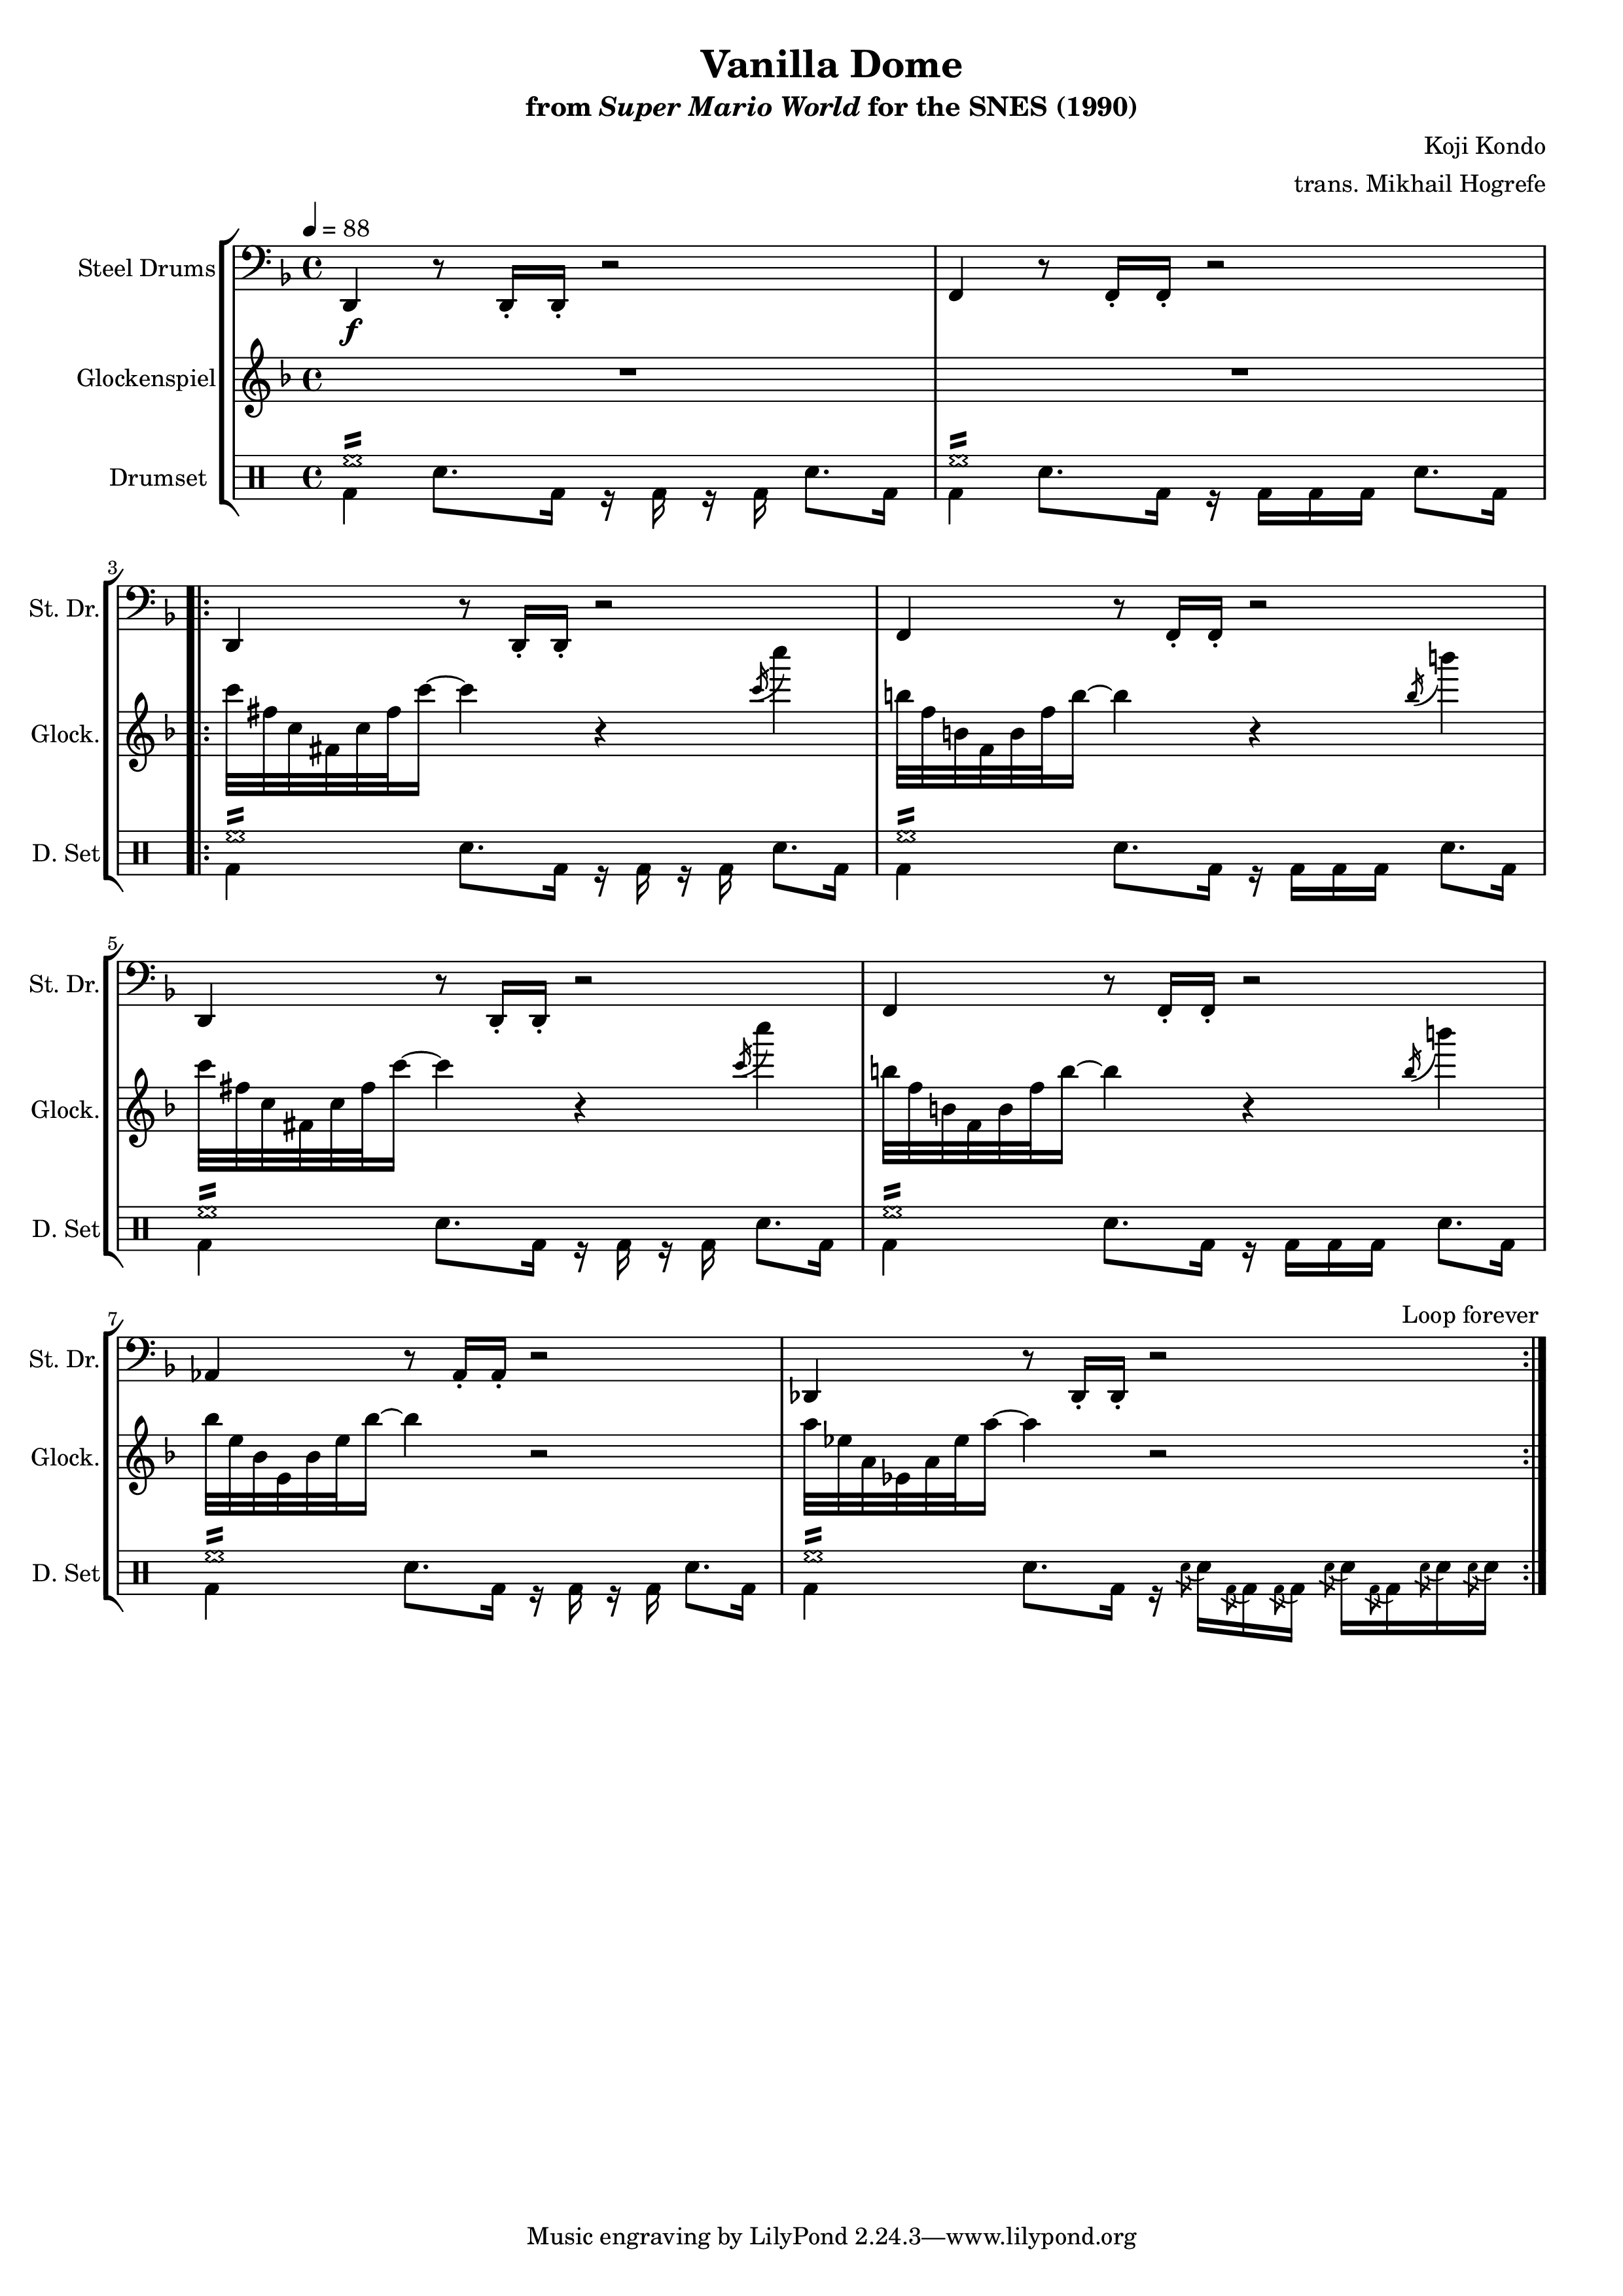 Vanilla Dome
from Super Mario World for the SNES (1990)
Koji Kondo
trans. Mikhail Hogrefe
= 88
Steel Drums
f
Glockenspiel
Drumset
3
St. Dr.
Glock.
D. Set
5
St. Dr.
Glock.
D. Set
Loop forever
7
St. Dr.
Glock.
D. Set
Music engraving by LilyPond 2.24.3—www.lilypond.org